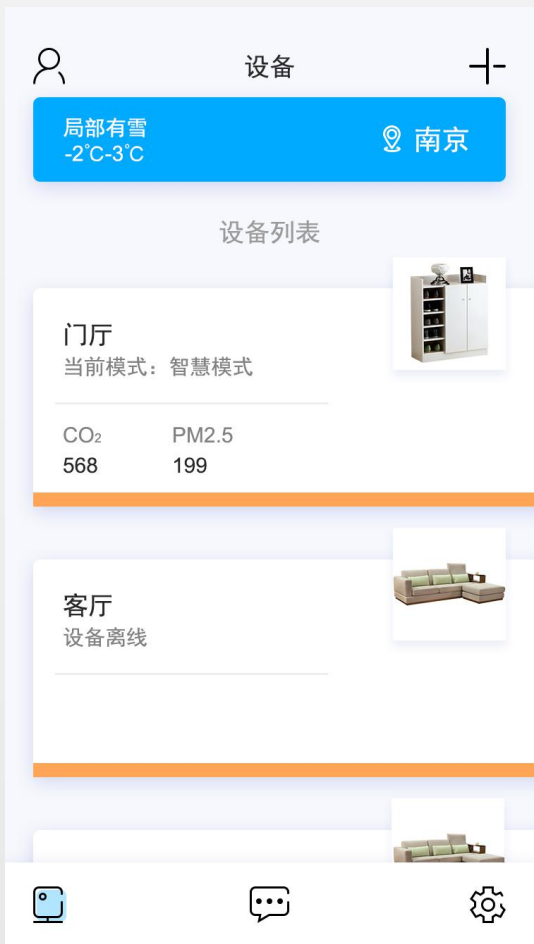 设备
局部有雪
-2℃-3℃
南京
设备列表
门厅
当前模式：智慧模式
CO₂ PM2.5
568 199
客厅
设备离线